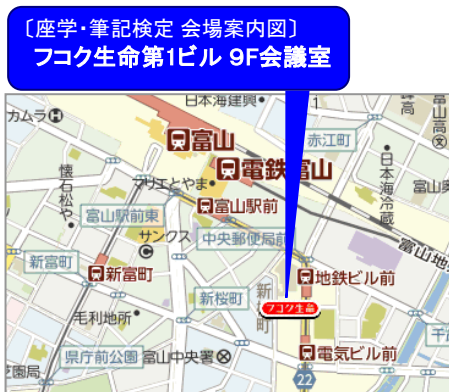 〔座学・筆記検定 会場案内図〕
フコク生命第1ビル 9F会議室
日本海建興
1
カムラ
富山
赤江町
電鉄富山
日本海冷蔵
懐石松や
マリエとやま
富山駅前
富山駅前東
サンクス
中央郵便局前
新富町
新富町
地鉄ビル前
新桜町
フコク生命
毛利地所
県庁前公園
富山中央署
電気ビル前
22